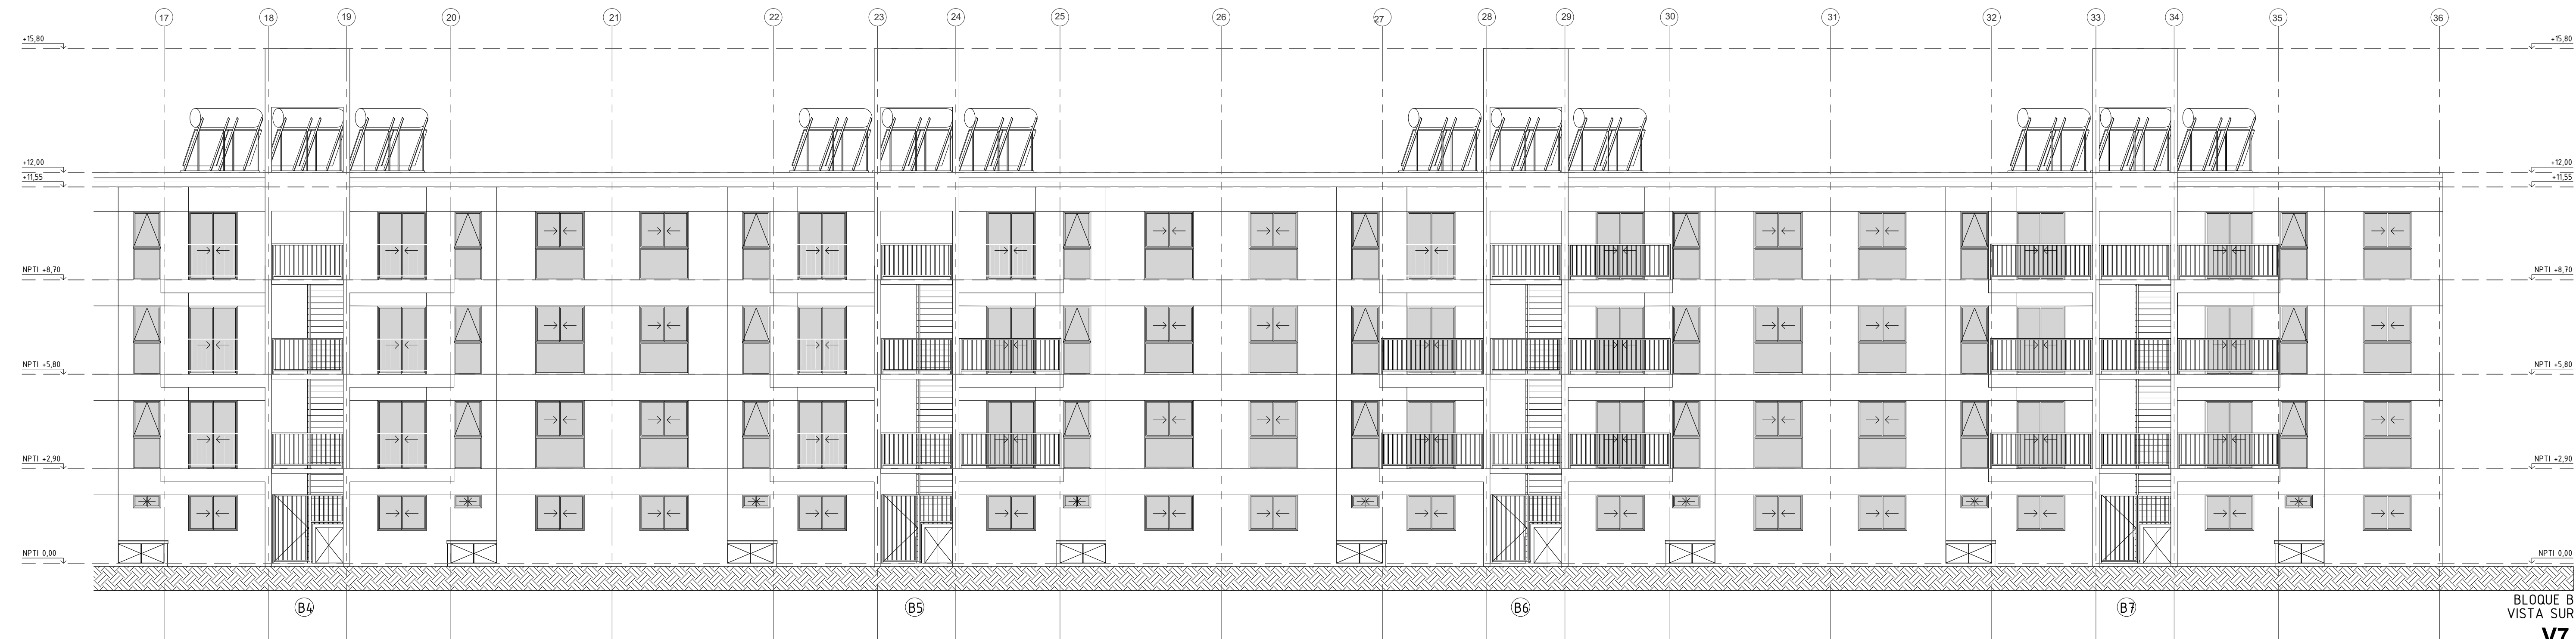 17 18 19 20 21 22 23 24 25 26 27 28 29 30 31 32 33 34 35 36
+15,80 +15,80
+12,00 +12,00
+11,55 +11,55
NPTI +8,70 NPTI +8,70
NPTI +5,80 NPTI +5,80
NPTI +2,90 NPTI +2,90
NPTI 0,00 NPTI 0,00
B4 B5 B6 B7
BLOQUE B
VISTA SUR
V7